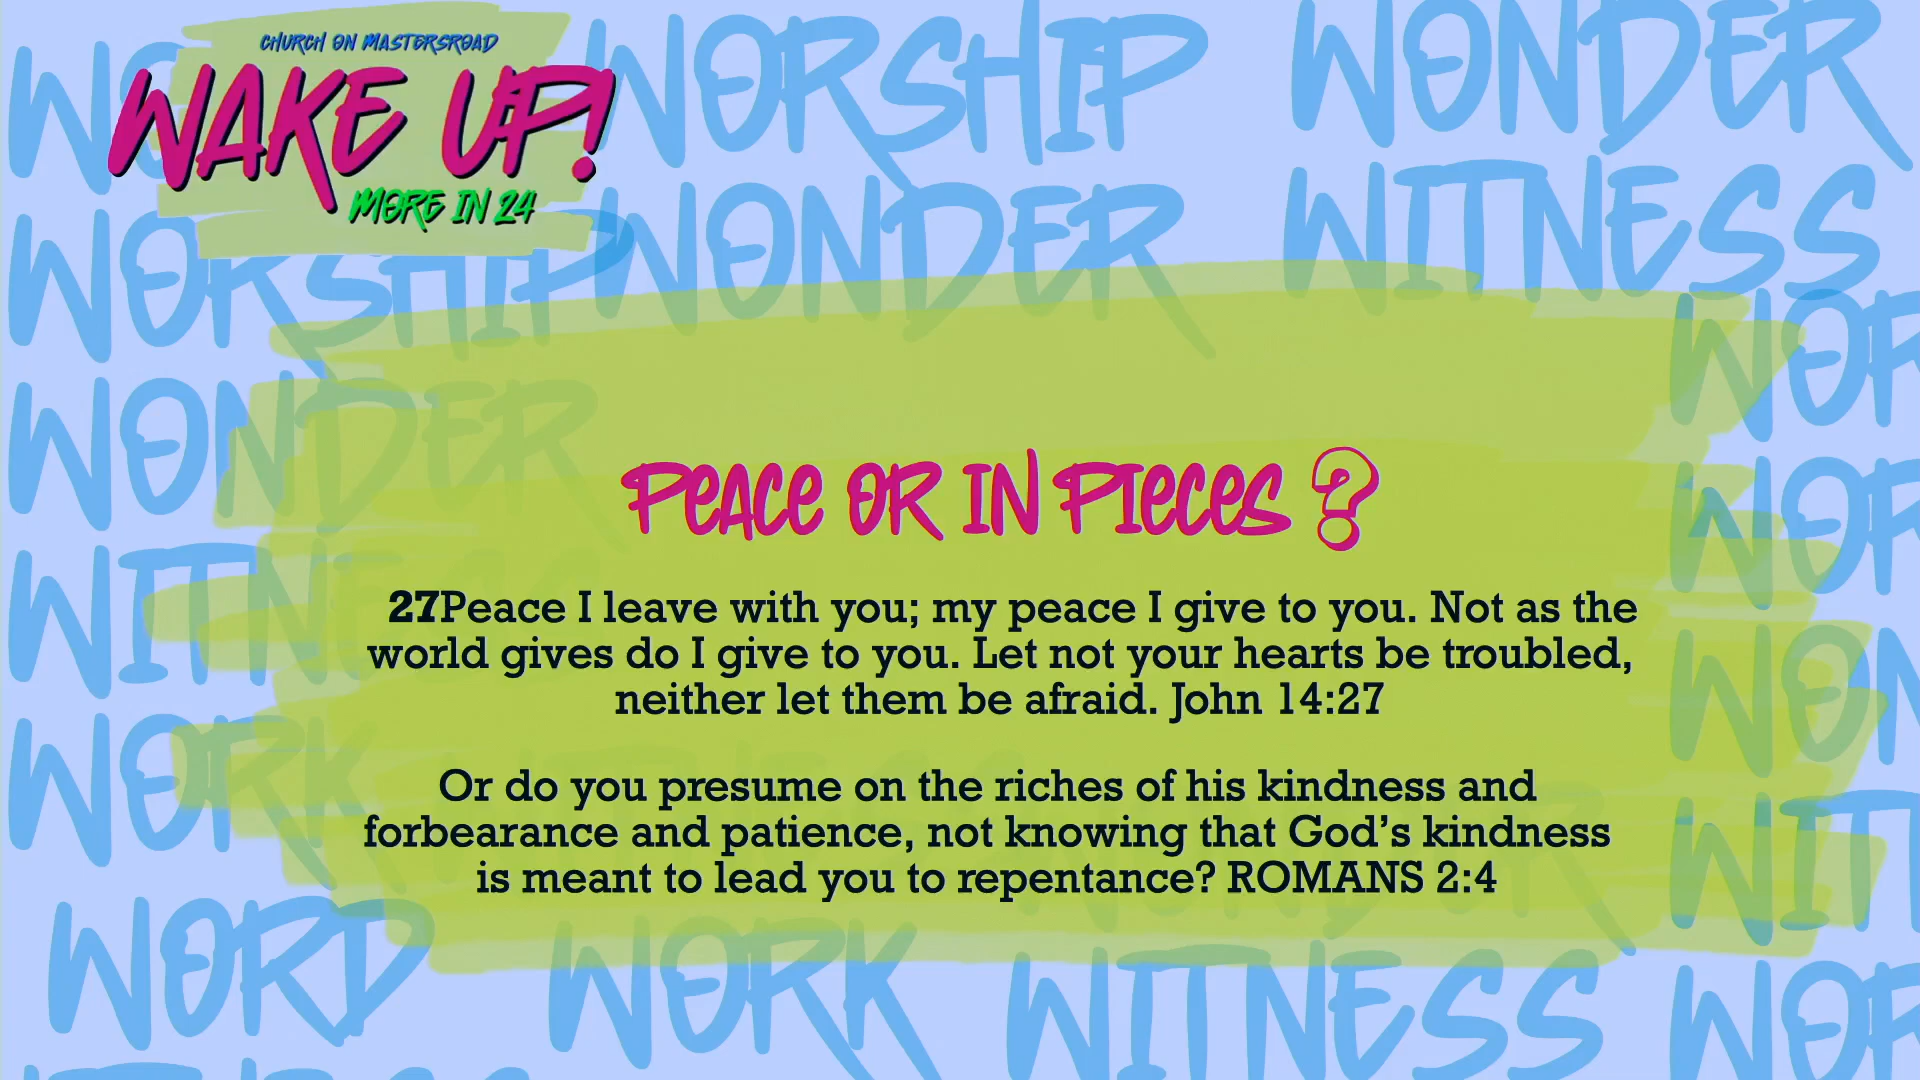 CHURCH ON MASTERSROAD
WAKE UP!
MORE IN 24
WORSHIP
WONDER
WORSHIP
WONDER
WITNESS
WONDER
WITNESS
WORK
WORD
WORK
WITNESS
PEACE OR IN PIECES ?
27Peace I leave with you; my peace I give to you. Not as the
world gives do I give to you. Let not your hearts be troubled,
neither let them be afraid. John 14:27
Or do you presume on the riches of his kindness and
forbearance and patience, not knowing that God’s kindness
is meant to lead you to repentance? ROMANS 2:4